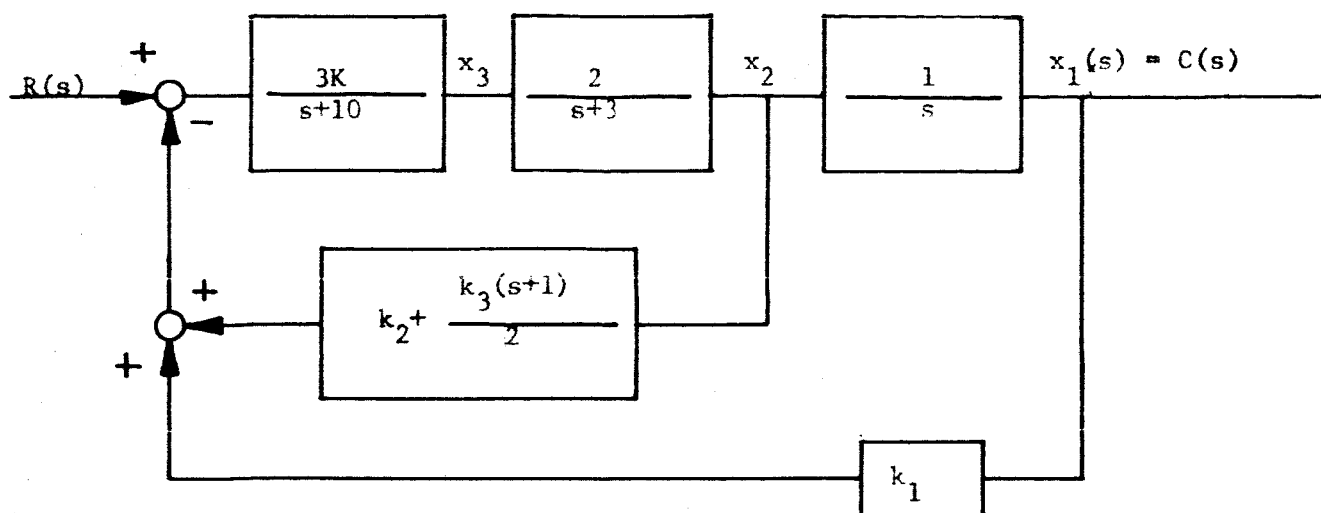 +
R(s)
−
3K
s+10
x3
2
s+3
x2
1
s
x1(s) = C(s)
+
+
k2+ k3(s+1)
2
k1